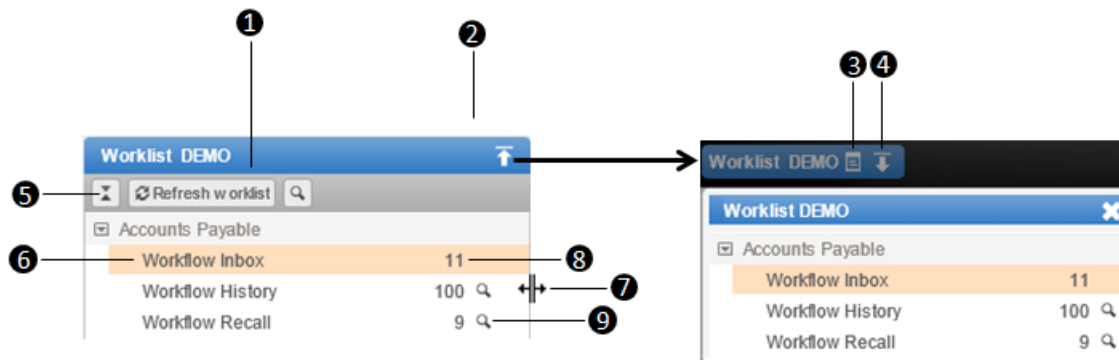 1
2
3 4
Worklist DEMO
Worklist DEMO
5
Refresh worklist
Worklist DEMO
Accounts Payable
Accounts Payable
6
Workflow Inbox 11
8
Workflow Inbox 11
7
Workflow History 100
Workflow History 100
9
Workflow Recall 9
Workflow Recall 9